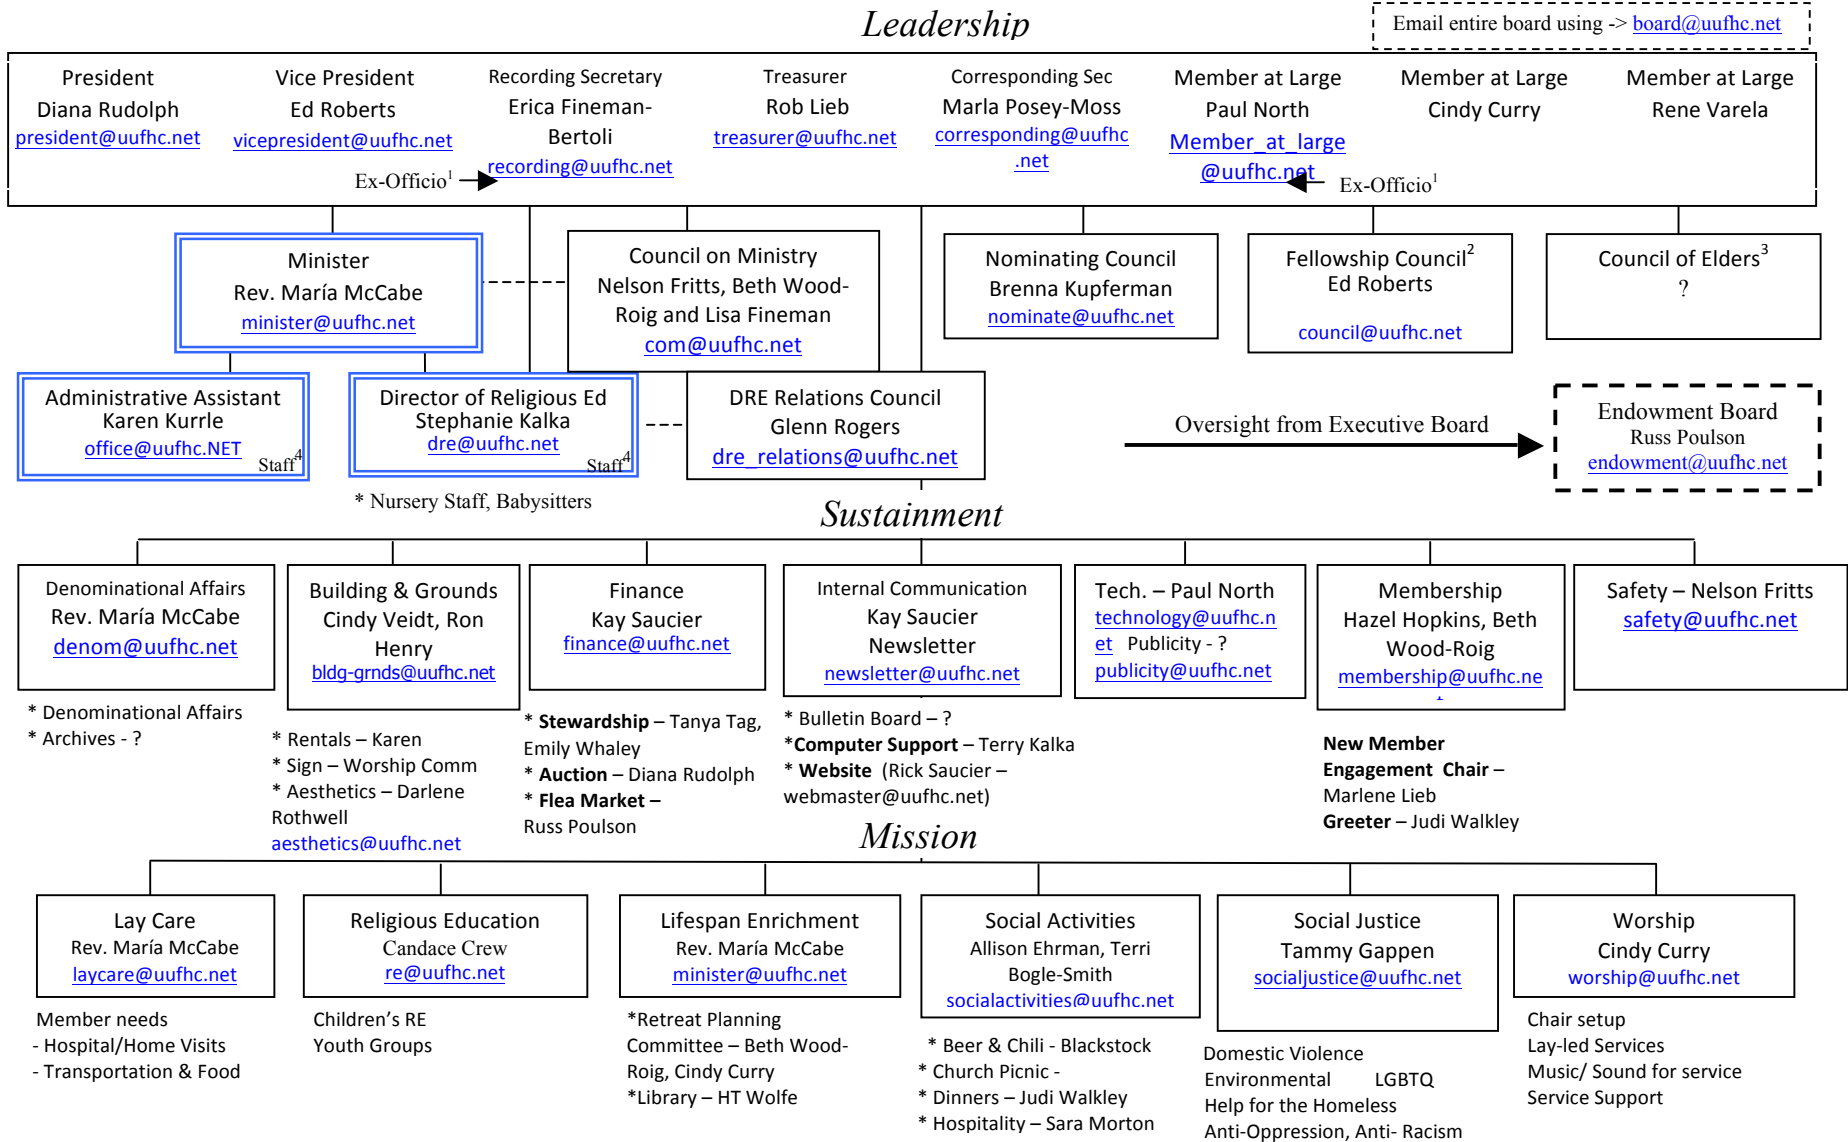 Leadership
Email entire board using -> board@uufhc.net
President
Diana Rudolph
president@uufhc.net
Vice President
Ed Roberts
vicepresident@uufhc.net
Recording Secretary
Erica Fineman-
Bertoli
recording@uufhc.net
Treasurer
Rob Lieb
treasurer@uufhc.net
Corresponding Sec
Marla Posey-Moss
corresponding@uufhc
.net
Member at Large
Paul North
Member_at_large
@uufhc.net
Member at Large
Cindy Curry
Member at Large
Rene Varela
Ex-Officio1
Ex-Officio1
Minister
Rev. María McCabe
minister@uufhc.net
Council on Ministry
Nelson Fritts, Beth Wood-
Roig and Lisa Fineman
com@uufhc.net
Nominating Council
Brenna Kupferman
nominate@uufhc.net
Fellowship Council2
Ed Roberts
council@uufhc.net
Council of Elders3
?
Administrative Assistant
Karen Kurrle
office@uufhc.NET
Staff4
Director of Religious Ed
Stephanie Kalka
dre@uufhc.net
Staff4
* Nursery Staff, Babysitters
DRE Relations Council
Glenn Rogers
dre_relations@uufhc.net
Oversight from Executive Board
Endowment Board
Russ Poulson
endowment@uufhc.net
Sustainment
Denominational Affairs
Rev. María McCabe
denom@uufhc.net
* Denominational Affairs
* Archives - ?
Building & Grounds
Cindy Veidt, Ron
Henry
bldg-grnds@uufhc.net
* Rentals – Karen
* Sign – Worship Comm
* Aesthetics – Darlene
Rothwell
aesthetics@uufhc.net
Finance
Kay Saucier
finance@uufhc.net
* Stewardship – Tanya Tag,
Emily Whaley
* Auction – Diana Rudolph
* Flea Market –
Russ Poulson
Internal Communication
Kay Saucier
Newsletter
newsletter@uufhc.net
* Bulletin Board – ?
*Computer Support – Terry Kalka
* Website (Rick Saucier –
webmaster@uufhc.net)
Tech. – Paul North
technology@uufhc.n
et Publicity - ?
publicity@uufhc.net
Membership
Hazel Hopkins, Beth
Wood-Roig
membership@uufhc.ne
New Member
Engagement Chair –
Marlene Lieb
Greeter – Judi Walkley
Safety – Nelson Fritts
safety@uufhc.net
Mission
Lay Care
Rev. María McCabe
laycare@uufhc.net
Member needs
- Hospital/Home Visits
- Transportation & Food
Religious Education
Candace Crew
re@uufhc.net
Children's RE
Youth Groups
Lifespan Enrichment
Rev. María McCabe
minister@uufhc.net
*Retreat Planning
Committee – Beth Wood-
Roig, Cindy Curry
*Library – HT Wolfe
Social Activities
Allison Ehrman, Terri
Bogle-Smith
socialactivities@uufhc.net
* Beer & Chili - Blackstock
* Church Picnic -
* Dinners – Judi Walkley
* Hospitality – Sara Morton
Social Justice
Tammy Gappen
socialjustice@uufhc.net
Domestic Violence
Environmental LGBTQ
Help for the Homeless
Anti-Oppression, Anti- Racism
Worship
Cindy Curry
worship@uufhc.net
Chair setup
Lay-led Services
Music/ Sound for service
Service Support